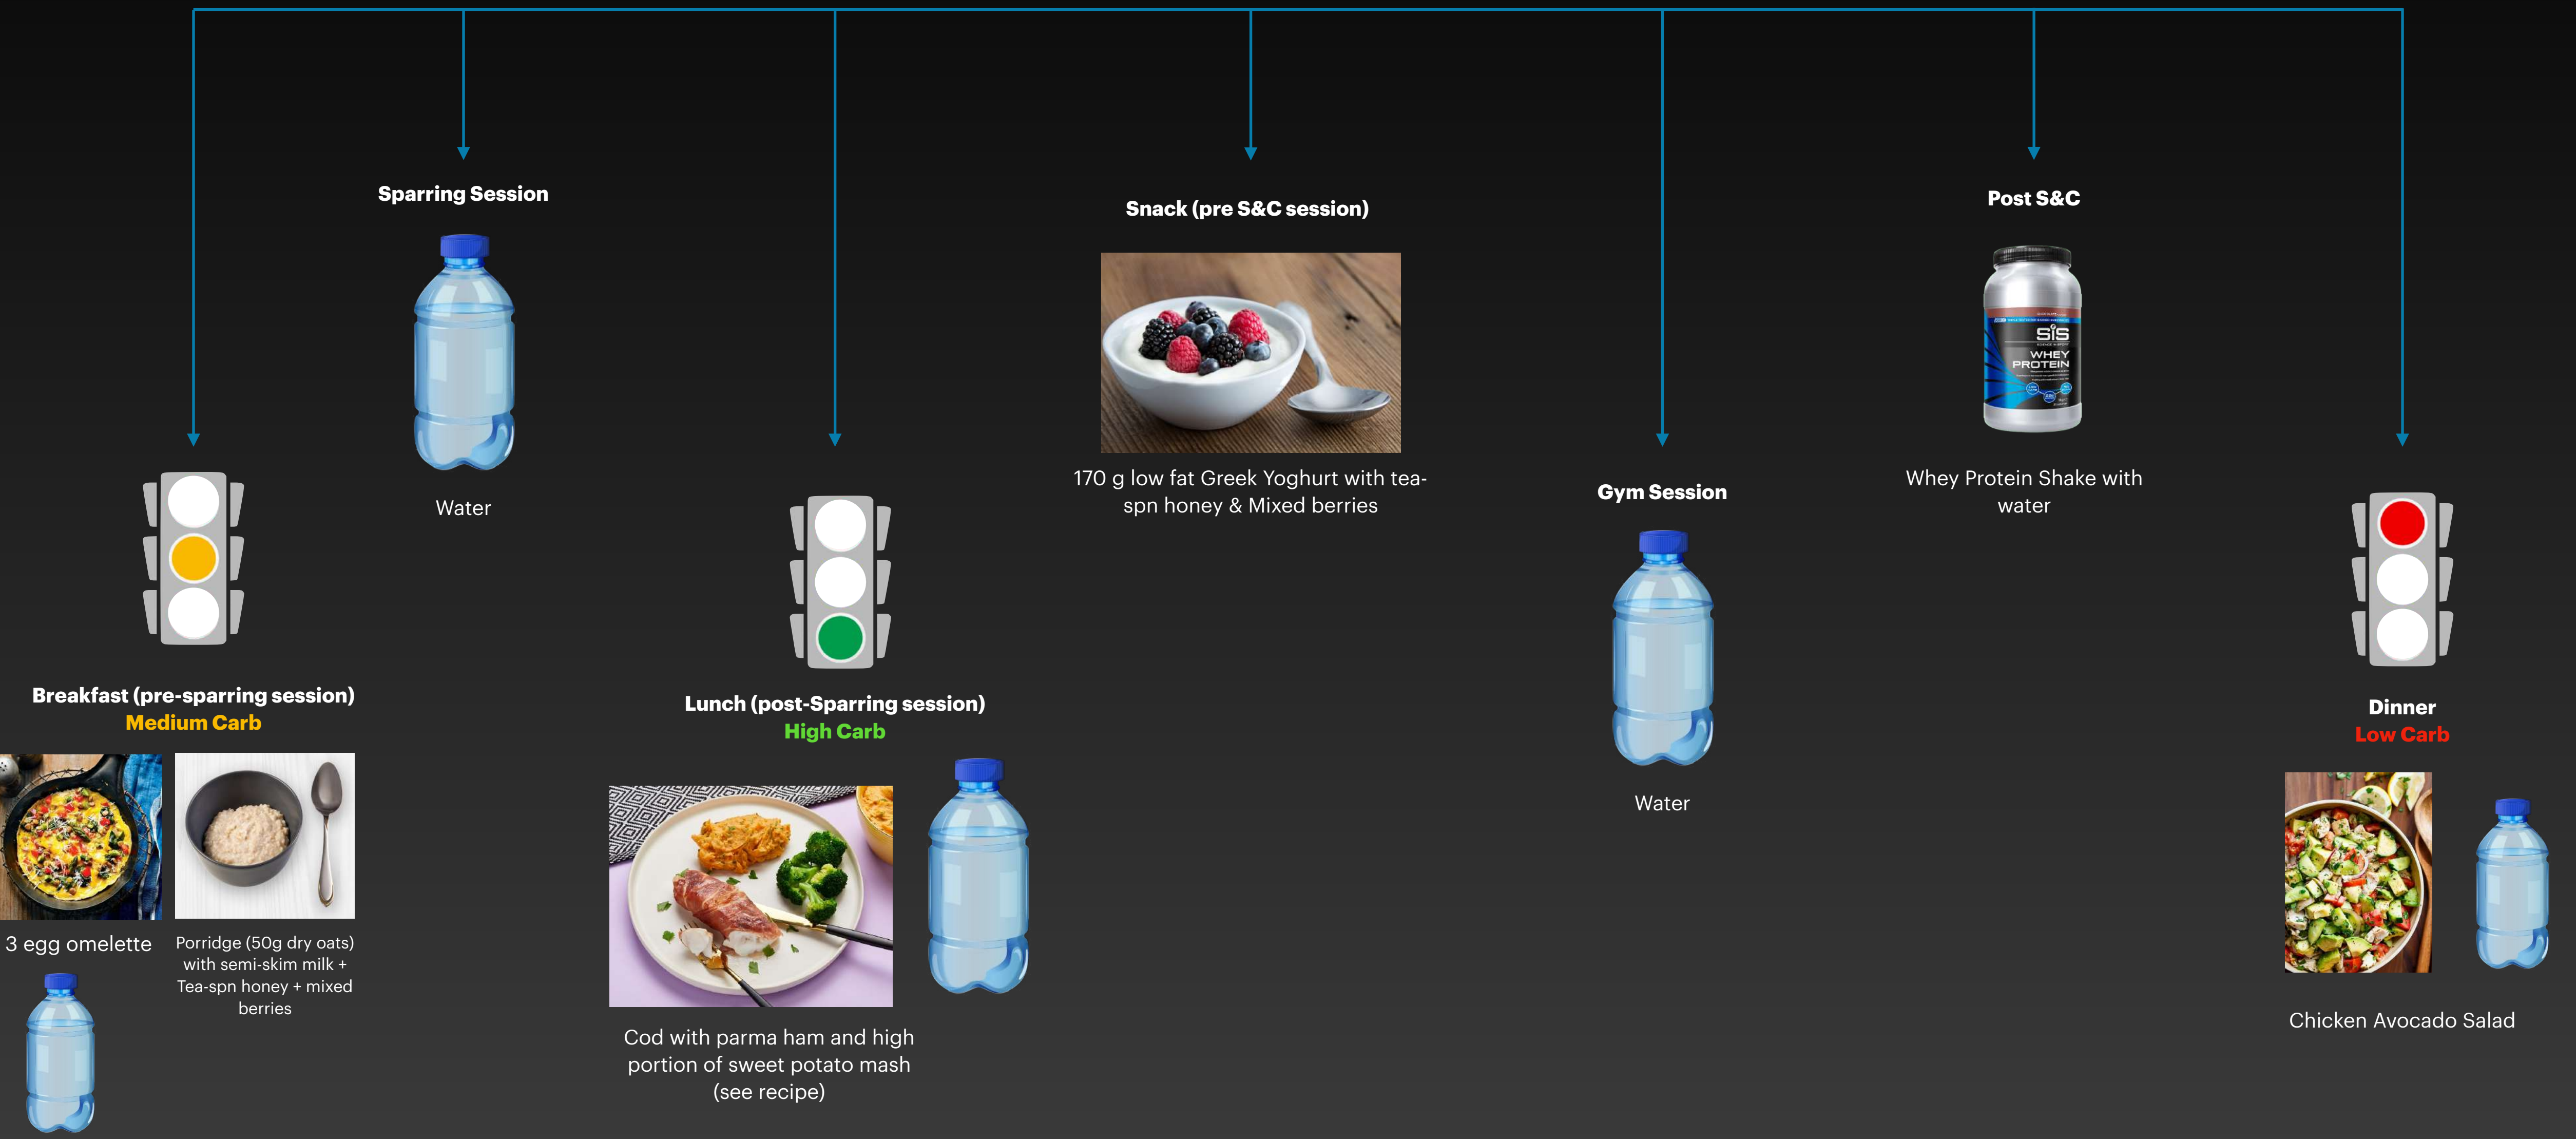 Sparring Session
Water
Snack (pre S&C session)
170 g low fat Greek Yoghurt with tea-
spn honey & Mixed berries
Post S&C
SiS
WHEY
PROTEIN
Whey Protein Shake with
water
Gym Session
Water
Breakfast (pre-sparring session)
Medium Carb
3 egg omelette
Porridge (50g dry oats)
with semi-skim milk +
Tea-spn honey + mixed
berries
Lunch (post-Sparring session)
High Carb
Cod with parma ham and high
portion of sweet potato mash
(see recipe)
Dinner
Low Carb
Chicken Avocado Salad